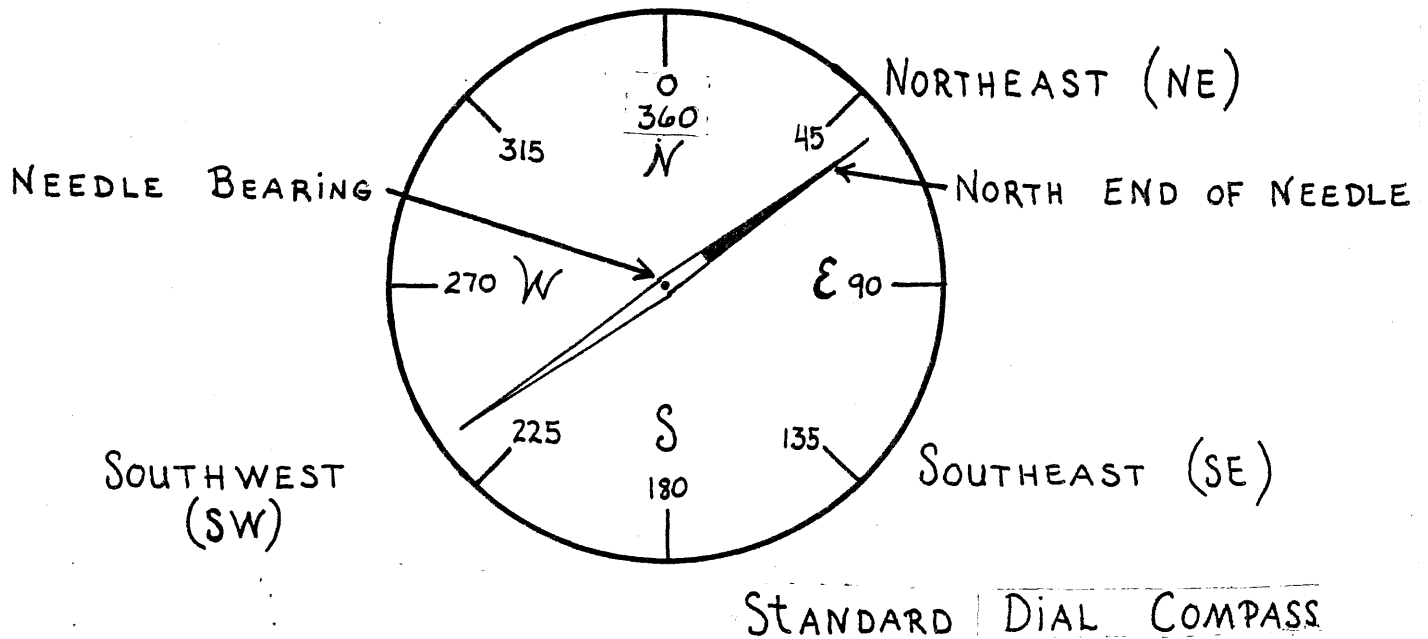 NORTHEAST (NE)
0
360
N
45
315
NEEDLE BEARING
NORTH END OF NEEDLE
270 W
E 90
225
S
135
SOUTHWEST
(SW)
180
SOUTHEAST (SE)
STANDARD DIAL COMPASS